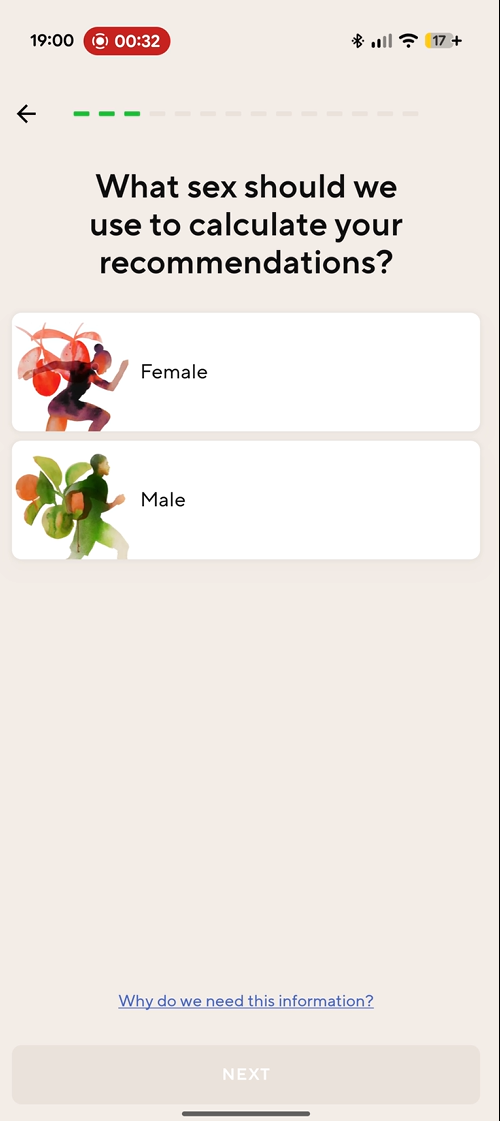 19:00
00:32
17+
What sex should we
use to calculate your
recommendations?
Female
Male
Why do we need this information?
NEXT